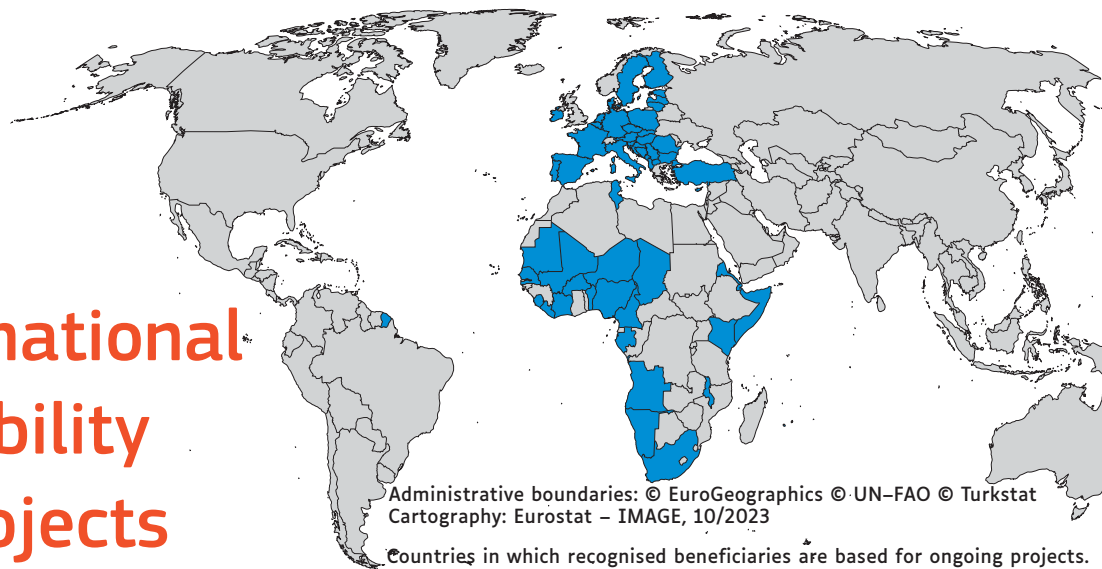 national
bility
ojects
Administrative boundaries: © EuroGeographics © UN–FAO © Turkstat
Cartography: Eurostat – IMAGE, 10/2023
Countries in which recognised beneficiaries are based for ongoing projects.